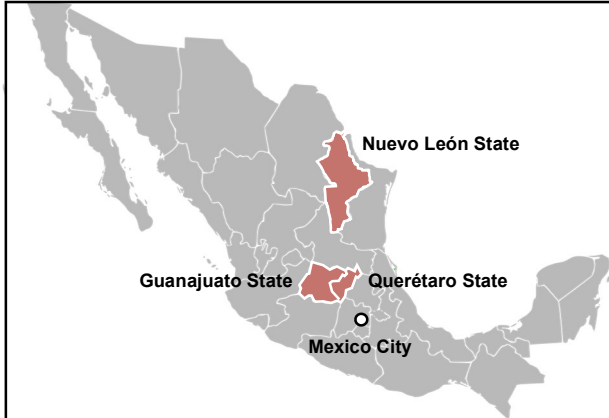 Nuevo León State
Guanajuato State
Querétaro State
Mexico City